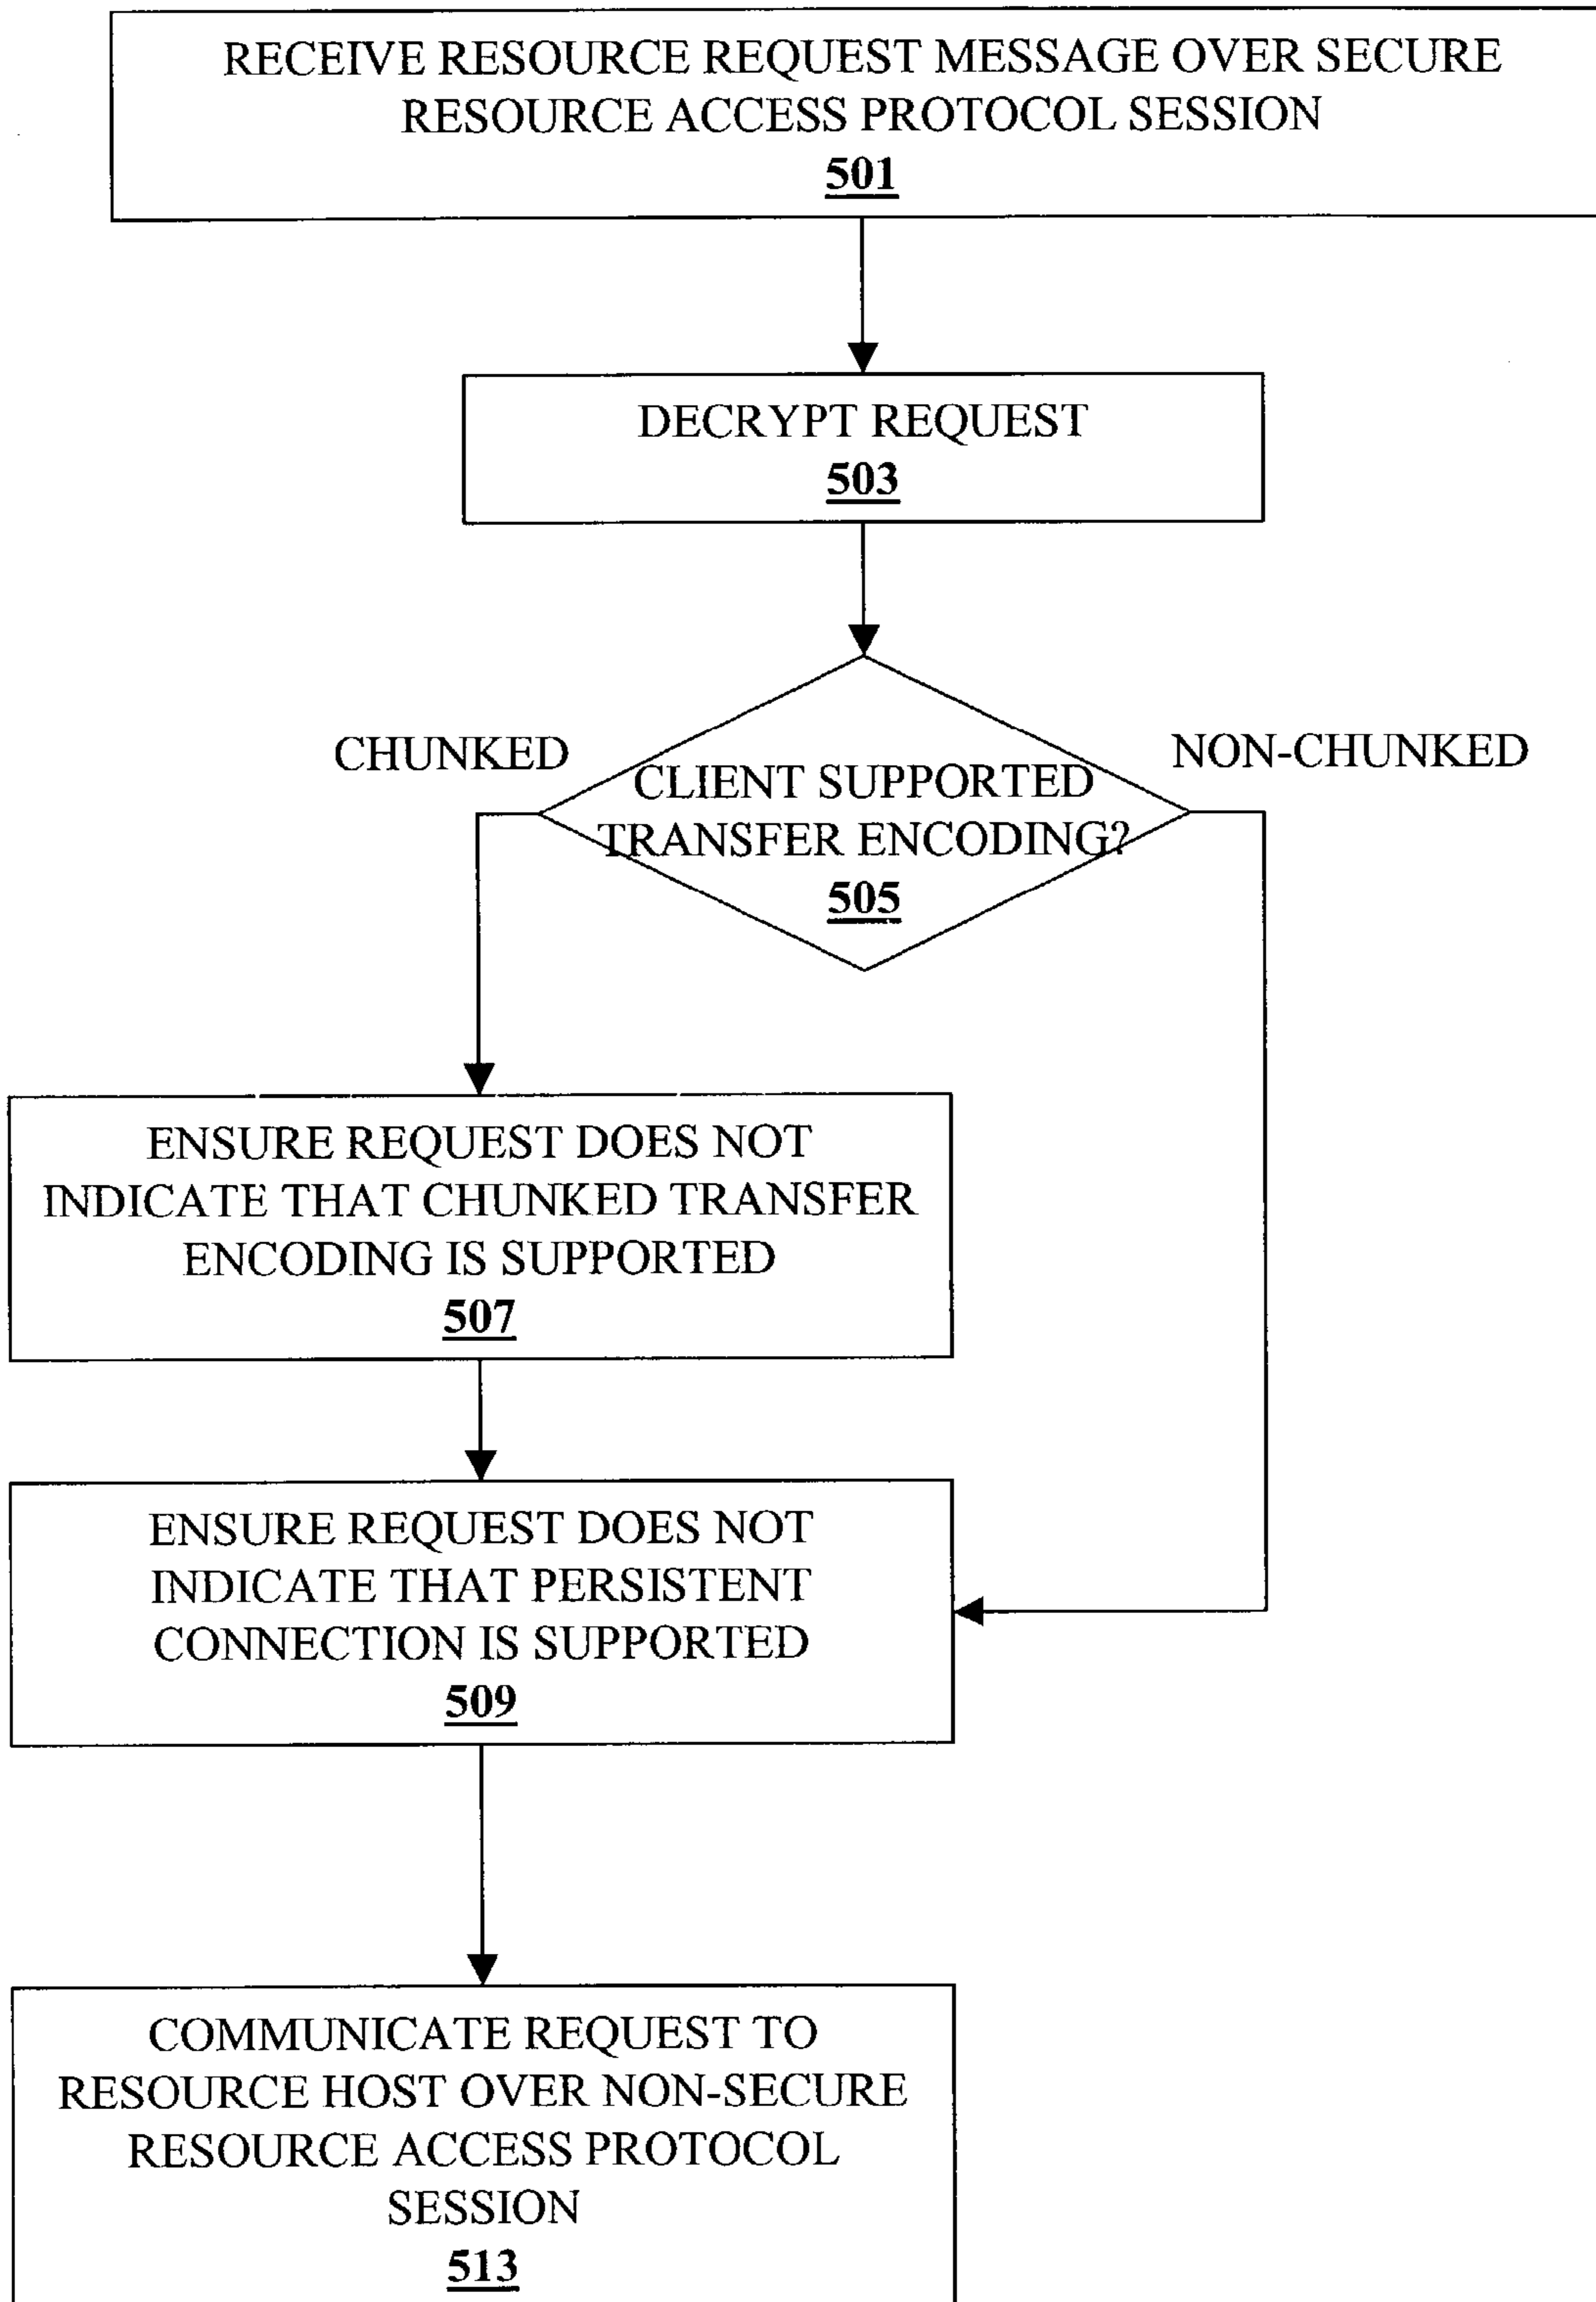 RECEIVE RESOURCE REQUEST MESSAGE OVER SECURE
RESOURCE ACCESS PROTOCOL SESSION
501
DECRYPT REQUEST
503
CHUNKED
NON-CHUNKED
CLIENT SUPPORTED
TRANSFER ENCODING?
505
ENSURE REQUEST DOES NOT
INDICATE THAT CHUNKED TRANSFER
ENCODING IS SUPPORTED
507
ENSURE REQUEST DOES NOT
INDICATE THAT PERSISTENT
CONNECTION IS SUPPORTED
509
COMMUNICATE REQUEST TO
RESOURCE HOST OVER NON-SECURE
RESOURCE ACCESS PROTOCOL
SESSION
513